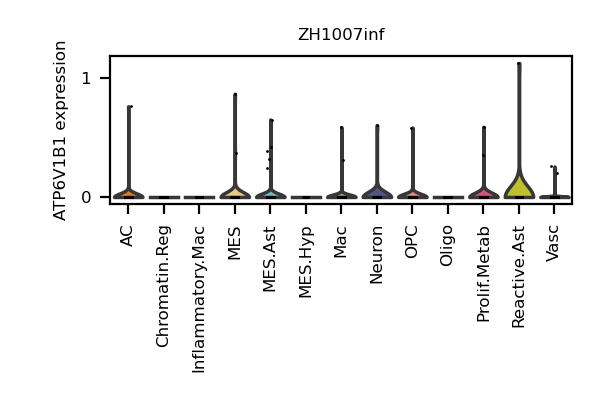 ZH1007inf
ATP6V1B1 expression
1
0
AC
Chromatin.Reg
Inflammatory.Mac
MES
MES.Ast
MES.Hyp
Mac
Neuron
OPC
Oligo
Prolif.Metab
Reactive.Ast
Vasc